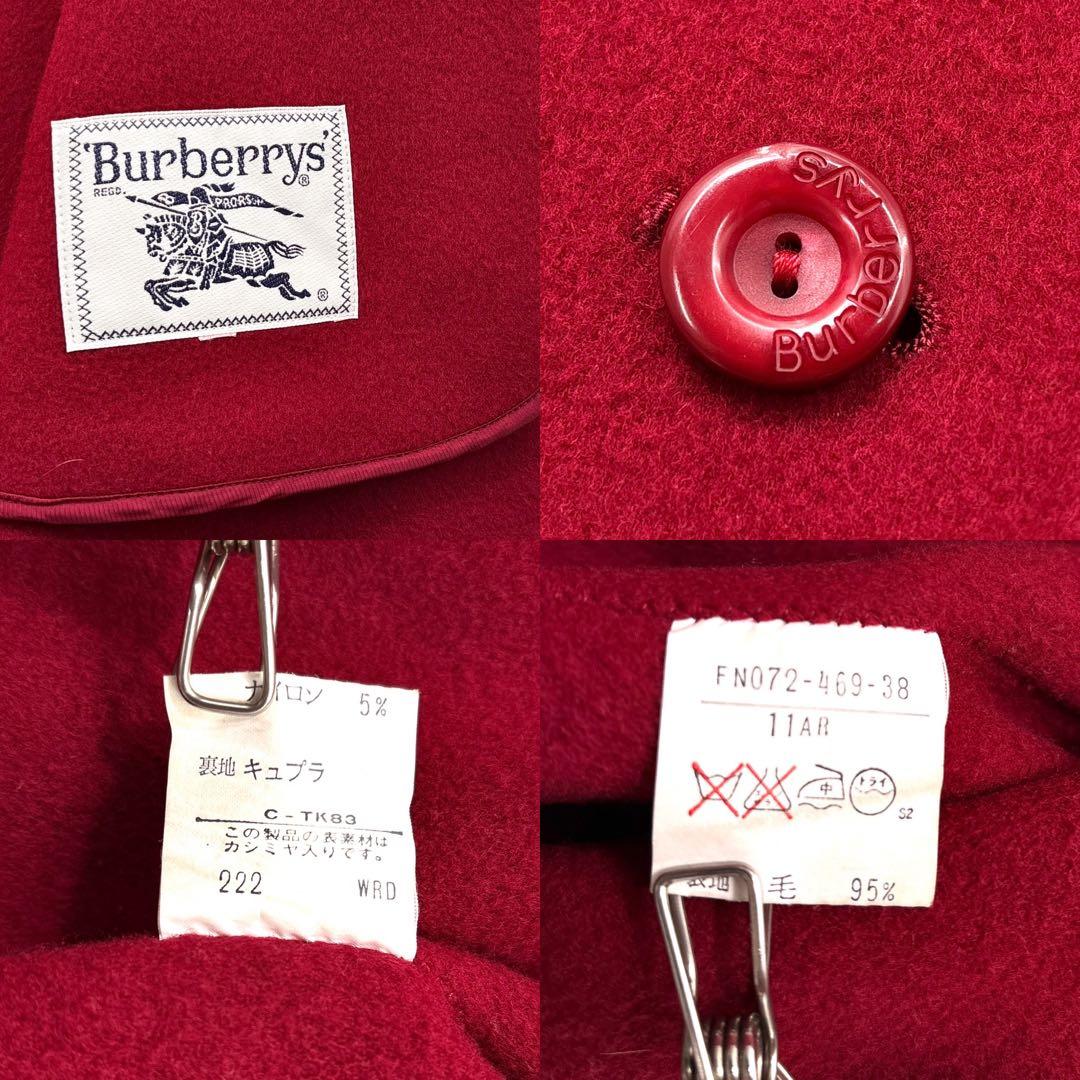 'Burberrys'®
REGD.
PRORSUM
®
Burberrys
ナイロン 5%
裏地 キュプラ
C-TK83
この製品の表素材は
カシミヤ入りです。
222 WRD
FN072-469-38
11AR
中 トライ
S2
毛 95%